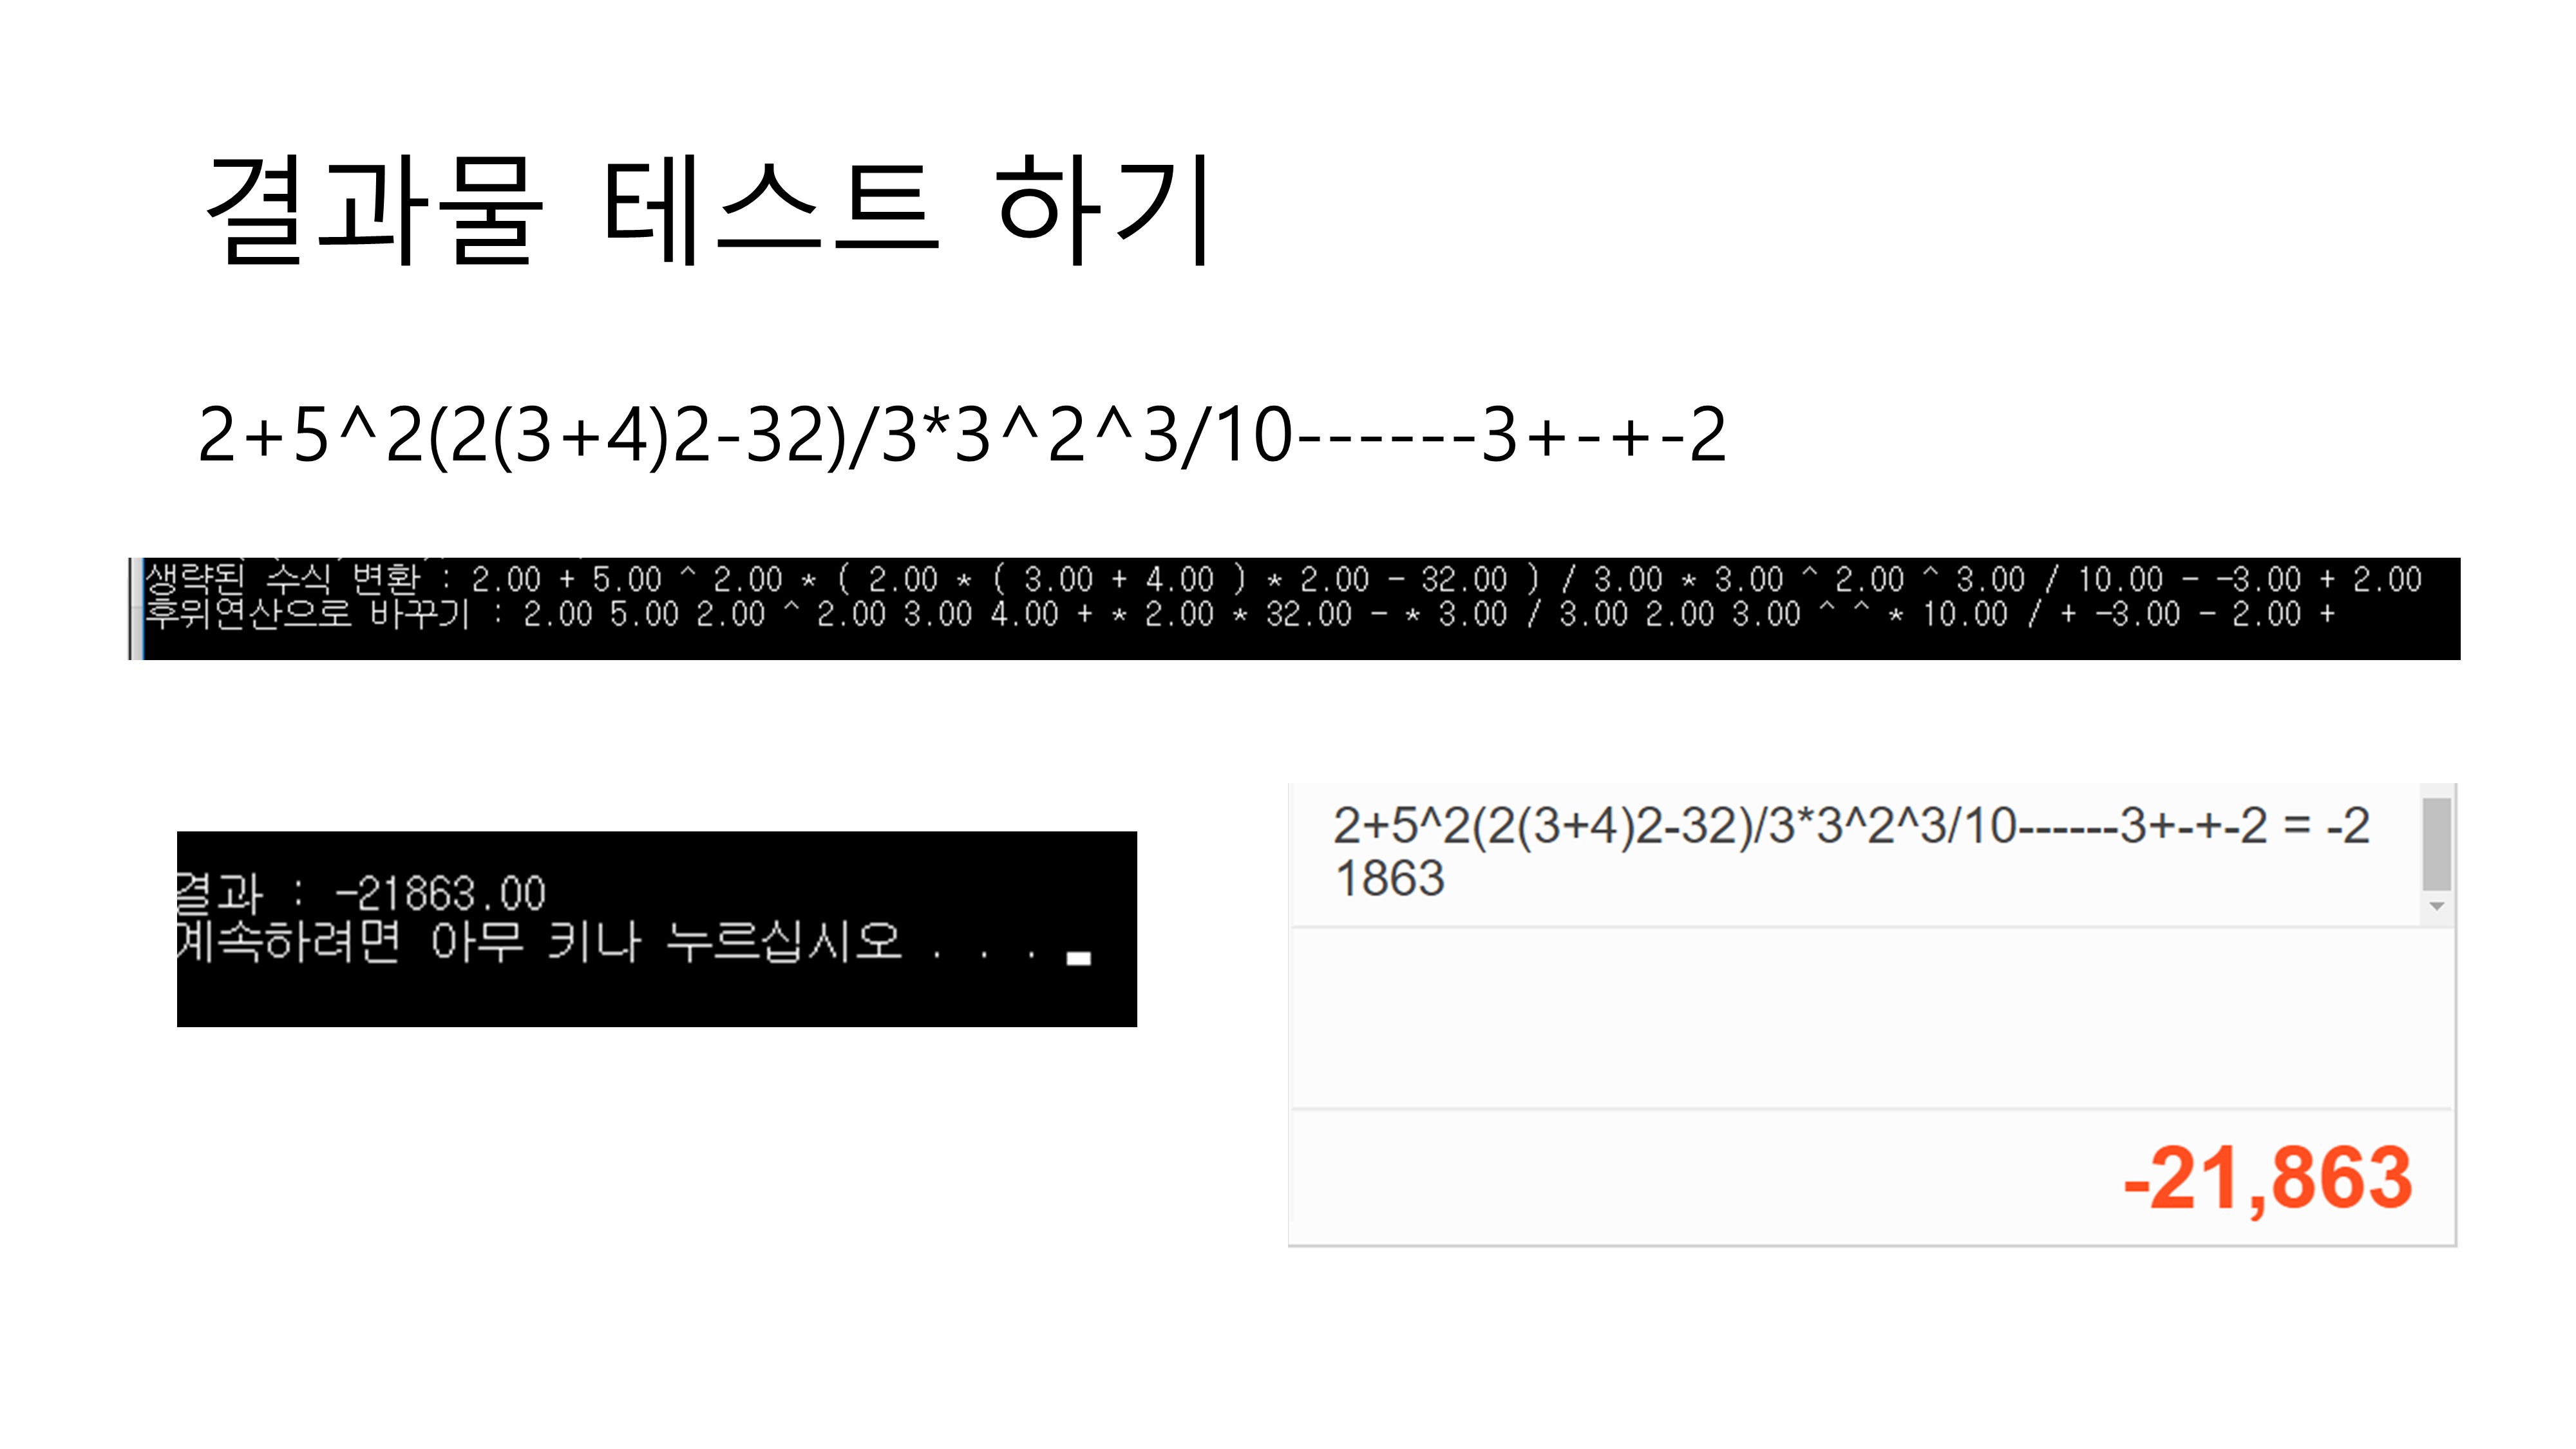 결과물 테스트 하기
2+5^2(2(3+4)2-32)/3*3^2^3/10------3+-+-2
생략된 수식 변환 : 2.00 + 5.00 ^ 2.00 * ( 2.00 * ( 3.00 + 4.00 ) * 2.00 - 32.00 ) / 3.00 * 3.00 ^ 2.00 ^ 3.00 / 10.00 - -3.00 + 2.00
후위연산으로 바꾸기 : 2.00 5.00 2.00 ^ 2.00 3.00 4.00 + * 2.00 * 32.00 - * 3.00 / 3.00 2.00 3.00 ^ ^ * 10.00 / + -3.00 - 2.00 +
결과 : -21863.00
계속하려면 아무 키나 누르십시오 . . .
2+5^2(2(3+4)2-32)/3*3^2^3/10------3+-+-2 = -2
1863
-21,863